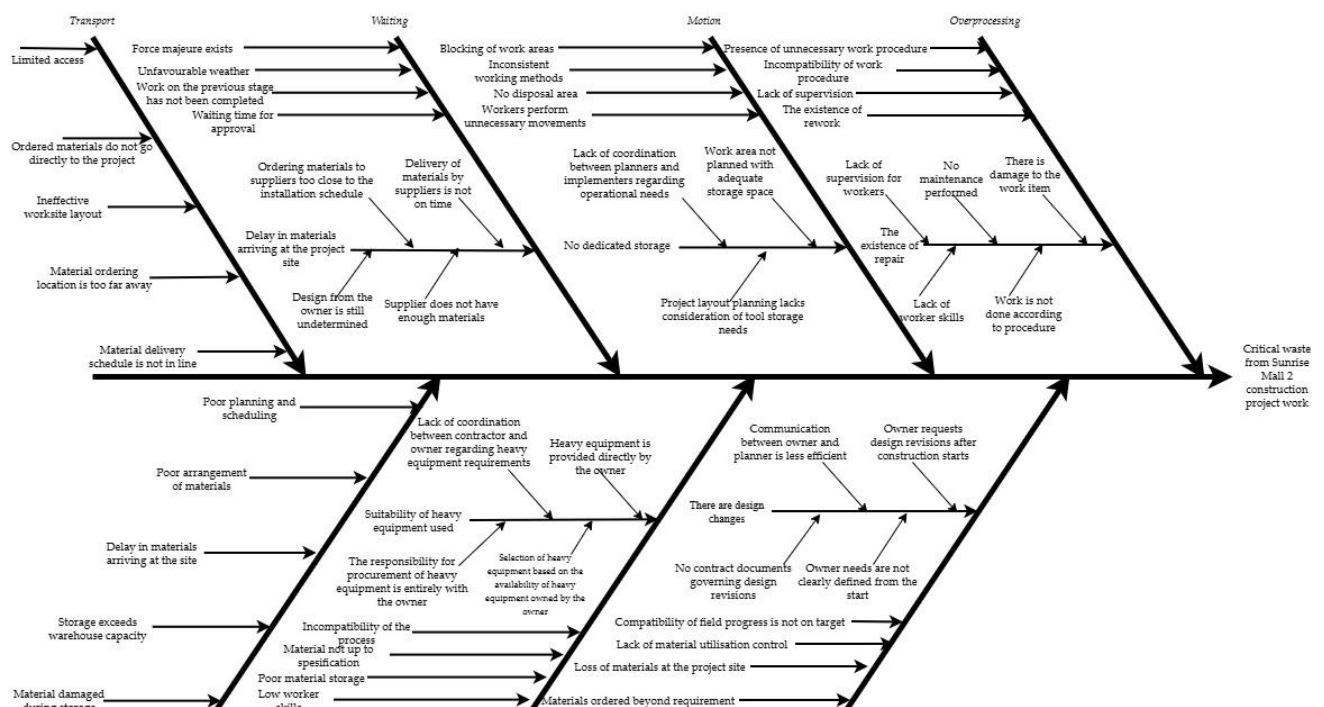 Transport
Waiting
Motion
Overprocessing
Limited access
Ordered materials do not go
directly to the project
Ineffective
worksite layout
Material ordering
location is too far away
Material delivery
schedule is not in line
Force majeure exists
Unfavourable weather
Work on the previous stage
has not been completed
Waiting time for
approval
Ordering materials to
suppliers too close to the
installation schedule
Delivery of
materials by
suppliers is not
on time
Delay in materials
arriving at the project
site
Design from the
owner is still
undetermined
Supplier does not have
enough materials
Blocking of work areas
Inconsistent
working methods
No disposal area
Workers perform
unnecessary movements
Lack of coordination
between planners and
implementers regarding
operational needs
Work area not
planned with
adequate
storage space
No dedicated storage
Project layout planning lacks
consideration of tool storage
needs
Presence of unnecessary work procedure
Incompatibility of work
procedure
Lack of supervision
The existence of
rework
Lack of
supervision for
workers
No
maintenance
performed
There is
damage to the
work item
The
existence of
repair
Lack of
worker skills
Work is not
done according
to procedure
Critical waste
from Sunrise
Mall 2
construction
project work
Poor planning and
scheduling
Poor arrangement
of materials
Delay in materials
arriving at the site
Storage exceeds
warehouse capacity
Material damaged
during storage
Lack of coordination
between contractor and
owner regarding heavy
equipment requirements
Heavy equipment is
provided directly by
the owner
Suitability of heavy
equipment used
The responsibility for
procurement of heavy
equipment is entirely with
the owner
Selection of heavy
equipment based on the
availability of heavy
equipment owned by the
owner
Incompatibility of the
process
Material not up to
spesification
Poor material storage
Low worker
skills
Communication
between owner and
planner is less efficient
Owner requests
design revisions after
construction starts
There are design
changes
No contract documents
governing design
revisions
Owner needs are not
clearly defined from the
start
Compatibility of field progress is not on target
Lack of material utilisation control
Loss of materials at the project site
Materials ordered beyond requirement